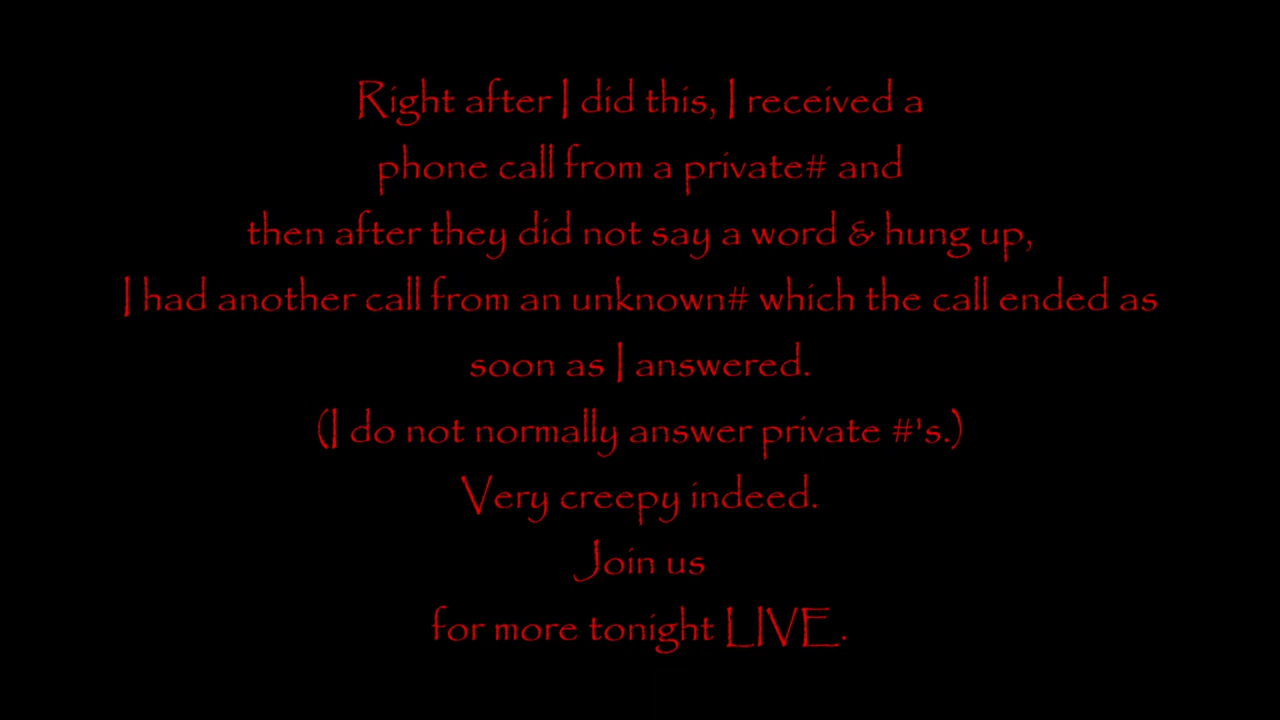 Right after I did this, I received a
phone call from a private# and
then after they did not say a word & hung up,
I had another call from an unknown# which the call ended as
soon as I answered.
(I do not normally answer private #'s.)
Very creepy indeed.
Join us
for more tonight LIVE.